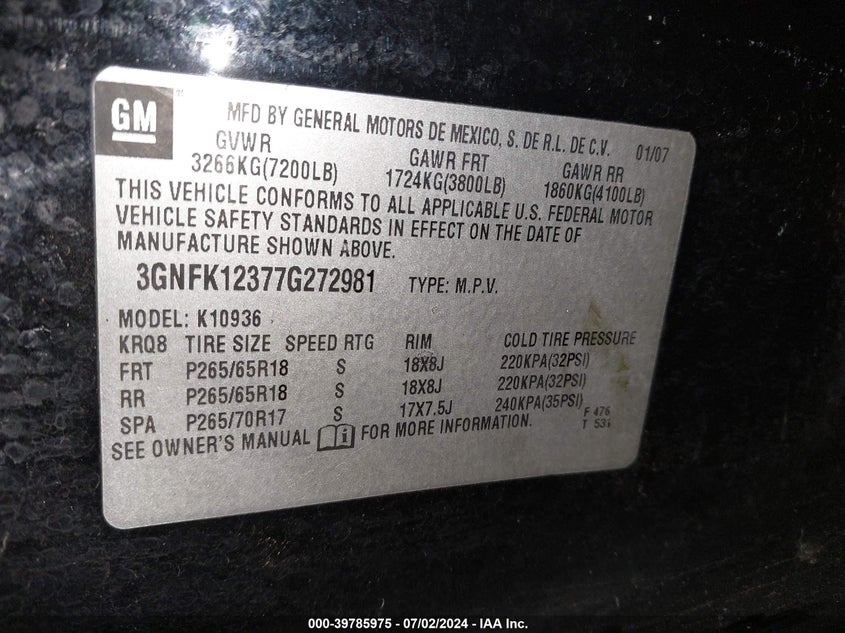 GM
MFD BY GENERAL MOTORS DE MEXICO, S. DE R.L. DE C.V. 01/07
GVWR GAWR FRT GAWR RR
3266KG(7200LB) 1724KG(3800LB) 1860KG(4100LB)
THIS VEHICLE CONFORMS TO ALL APPLICABLE U.S. FEDERAL MOTOR
VEHICLE SAFETY STANDARDS IN EFFECT ON THE DATE OF
MANUFACTURE SHOWN ABOVE.
3GNFK12377G272981 TYPE: M.P.V.
MODEL: K10936
KRQ8 TIRE SIZE SPEED RTG RIM COLD TIRE PRESSURE
FRT P265/65R18 S 18X8J 220KPA(32PSI)
RR P265/65R18 S 18X8J 220KPA(32PSI)
SPA P265/70R17 S 17X7.5J 240KPA(35PSI)
F 476
SEE OWNER'S MANUAL FOR MORE INFORMATION.
T
000-39785975 - 07/02/2024 - IAA Inc.